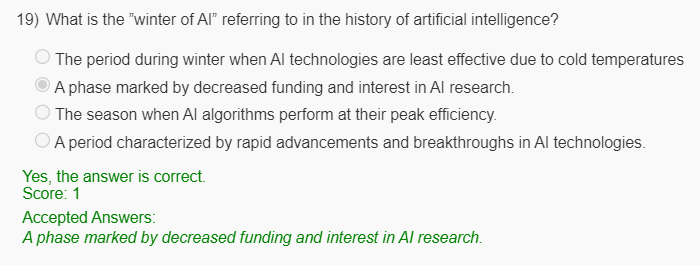 19) What is the ”winter of AI” referring to in the history of artificial intelligence?
The period during winter when AI technologies are least effective due to cold temperatures
A phase marked by decreased funding and interest in AI research.
The season when AI algorithms perform at their peak efficiency.
A period characterized by rapid advancements and breakthroughs in AI technologies.
Yes, the answer is correct.
Score: 1
Accepted Answers:
A phase marked by decreased funding and interest in AI research.